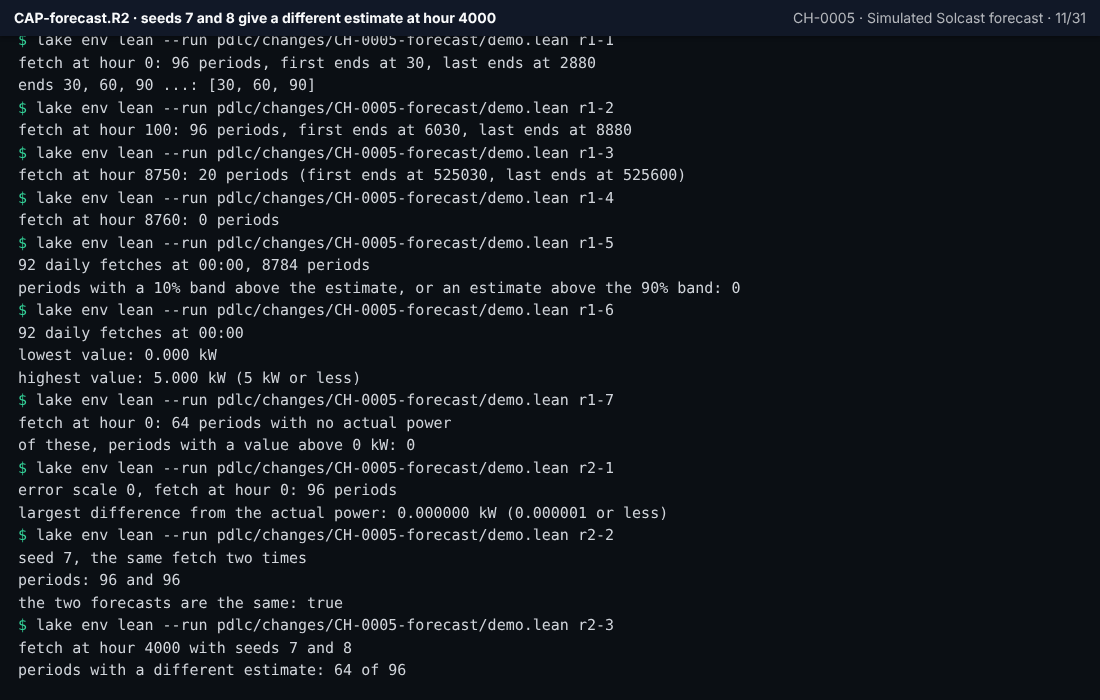 CAP-forecast.R2 · seeds 7 and 8 give a different estimate at hour 4000
CH-0005 · Simulated Solcast forecast · 11/31
$ lake env lean --run pdlc/changes/CH-0005-forecast/demo.lean r1-1
fetch at hour 0: 96 periods, first ends at 30, last ends at 2880
ends 30, 60, 90 ...: [30, 60, 90]
$ lake env lean --run pdlc/changes/CH-0005-forecast/demo.lean r1-2
fetch at hour 100: 96 periods, first ends at 6030, last ends at 8880
$ lake env lean --run pdlc/changes/CH-0005-forecast/demo.lean r1-3
fetch at hour 8750: 20 periods (first ends at 525030, last ends at 525600)
$ lake env lean --run pdlc/changes/CH-0005-forecast/demo.lean r1-4
fetch at hour 8760: 0 periods
$ lake env lean --run pdlc/changes/CH-0005-forecast/demo.lean r1-5
92 daily fetches at 00:00, 8784 periods
periods with a 10% band above the estimate, or an estimate above the 90% band: 0
$ lake env lean --run pdlc/changes/CH-0005-forecast/demo.lean r1-6
92 daily fetches at 00:00
lowest value: 0.000 kW
highest value: 5.000 kW (5 kW or less)
$ lake env lean --run pdlc/changes/CH-0005-forecast/demo.lean r1-7
fetch at hour 0: 64 periods with no actual power
of these, periods with a value above 0 kW: 0
$ lake env lean --run pdlc/changes/CH-0005-forecast/demo.lean r2-1
error scale 0, fetch at hour 0: 96 periods
largest difference from the actual power: 0.000000 kW (0.000001 or less)
$ lake env lean --run pdlc/changes/CH-0005-forecast/demo.lean r2-2
seed 7, the same fetch two times
periods: 96 and 96
the two forecasts are the same: true
$ lake env lean --run pdlc/changes/CH-0005-forecast/demo.lean r2-3
fetch at hour 4000 with seeds 7 and 8
periods with a different estimate: 64 of 96